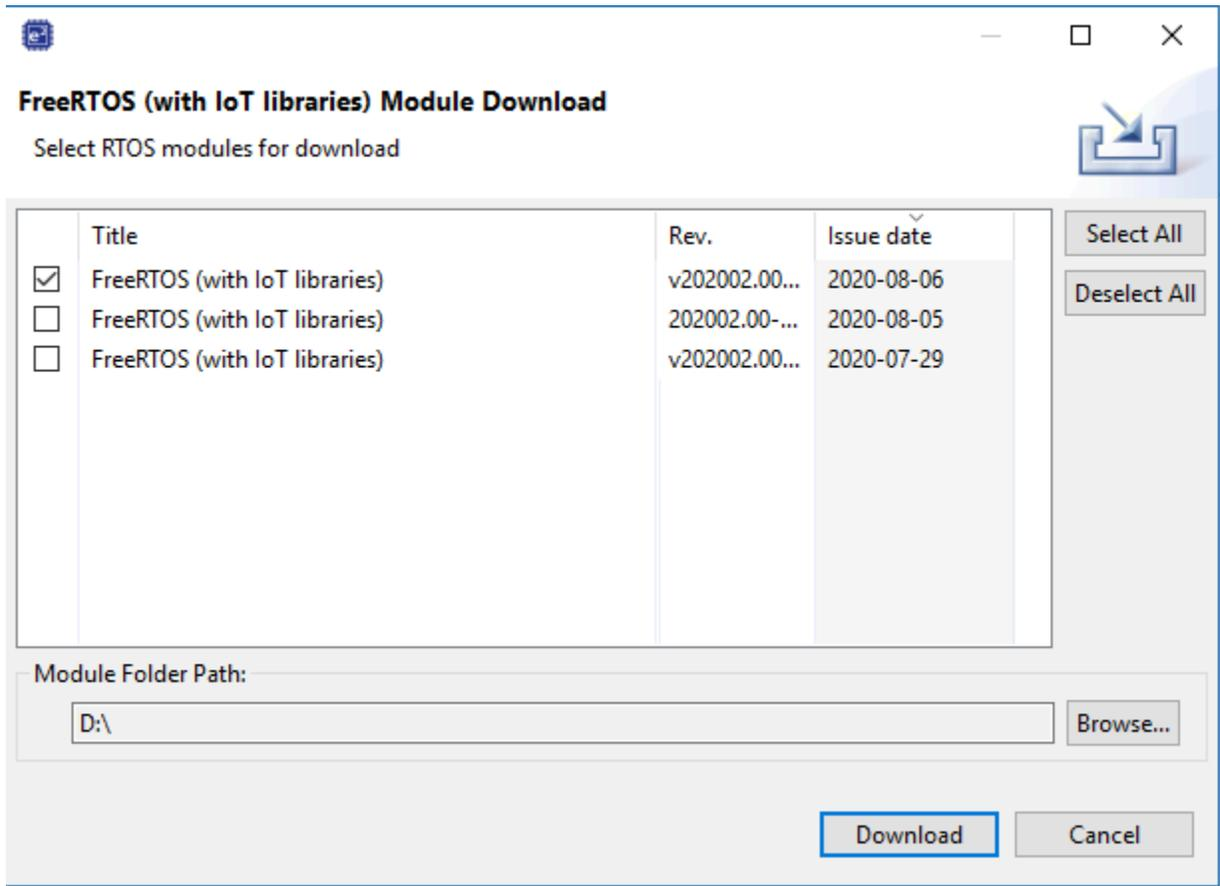 e²
FreeRTOS (with IoT libraries) Module Download
Select RTOS modules for download
Title Rev. Issue date
FreeRTOS (with IoT libraries) v202002.00... 2020-08-06
FreeRTOS (with IoT libraries) 202002.00-... 2020-08-05
FreeRTOS (with IoT libraries) v202002.00... 2020-07-29
Select All
Deselect All
Module Folder Path:
D:\
Browse...
Download Cancel